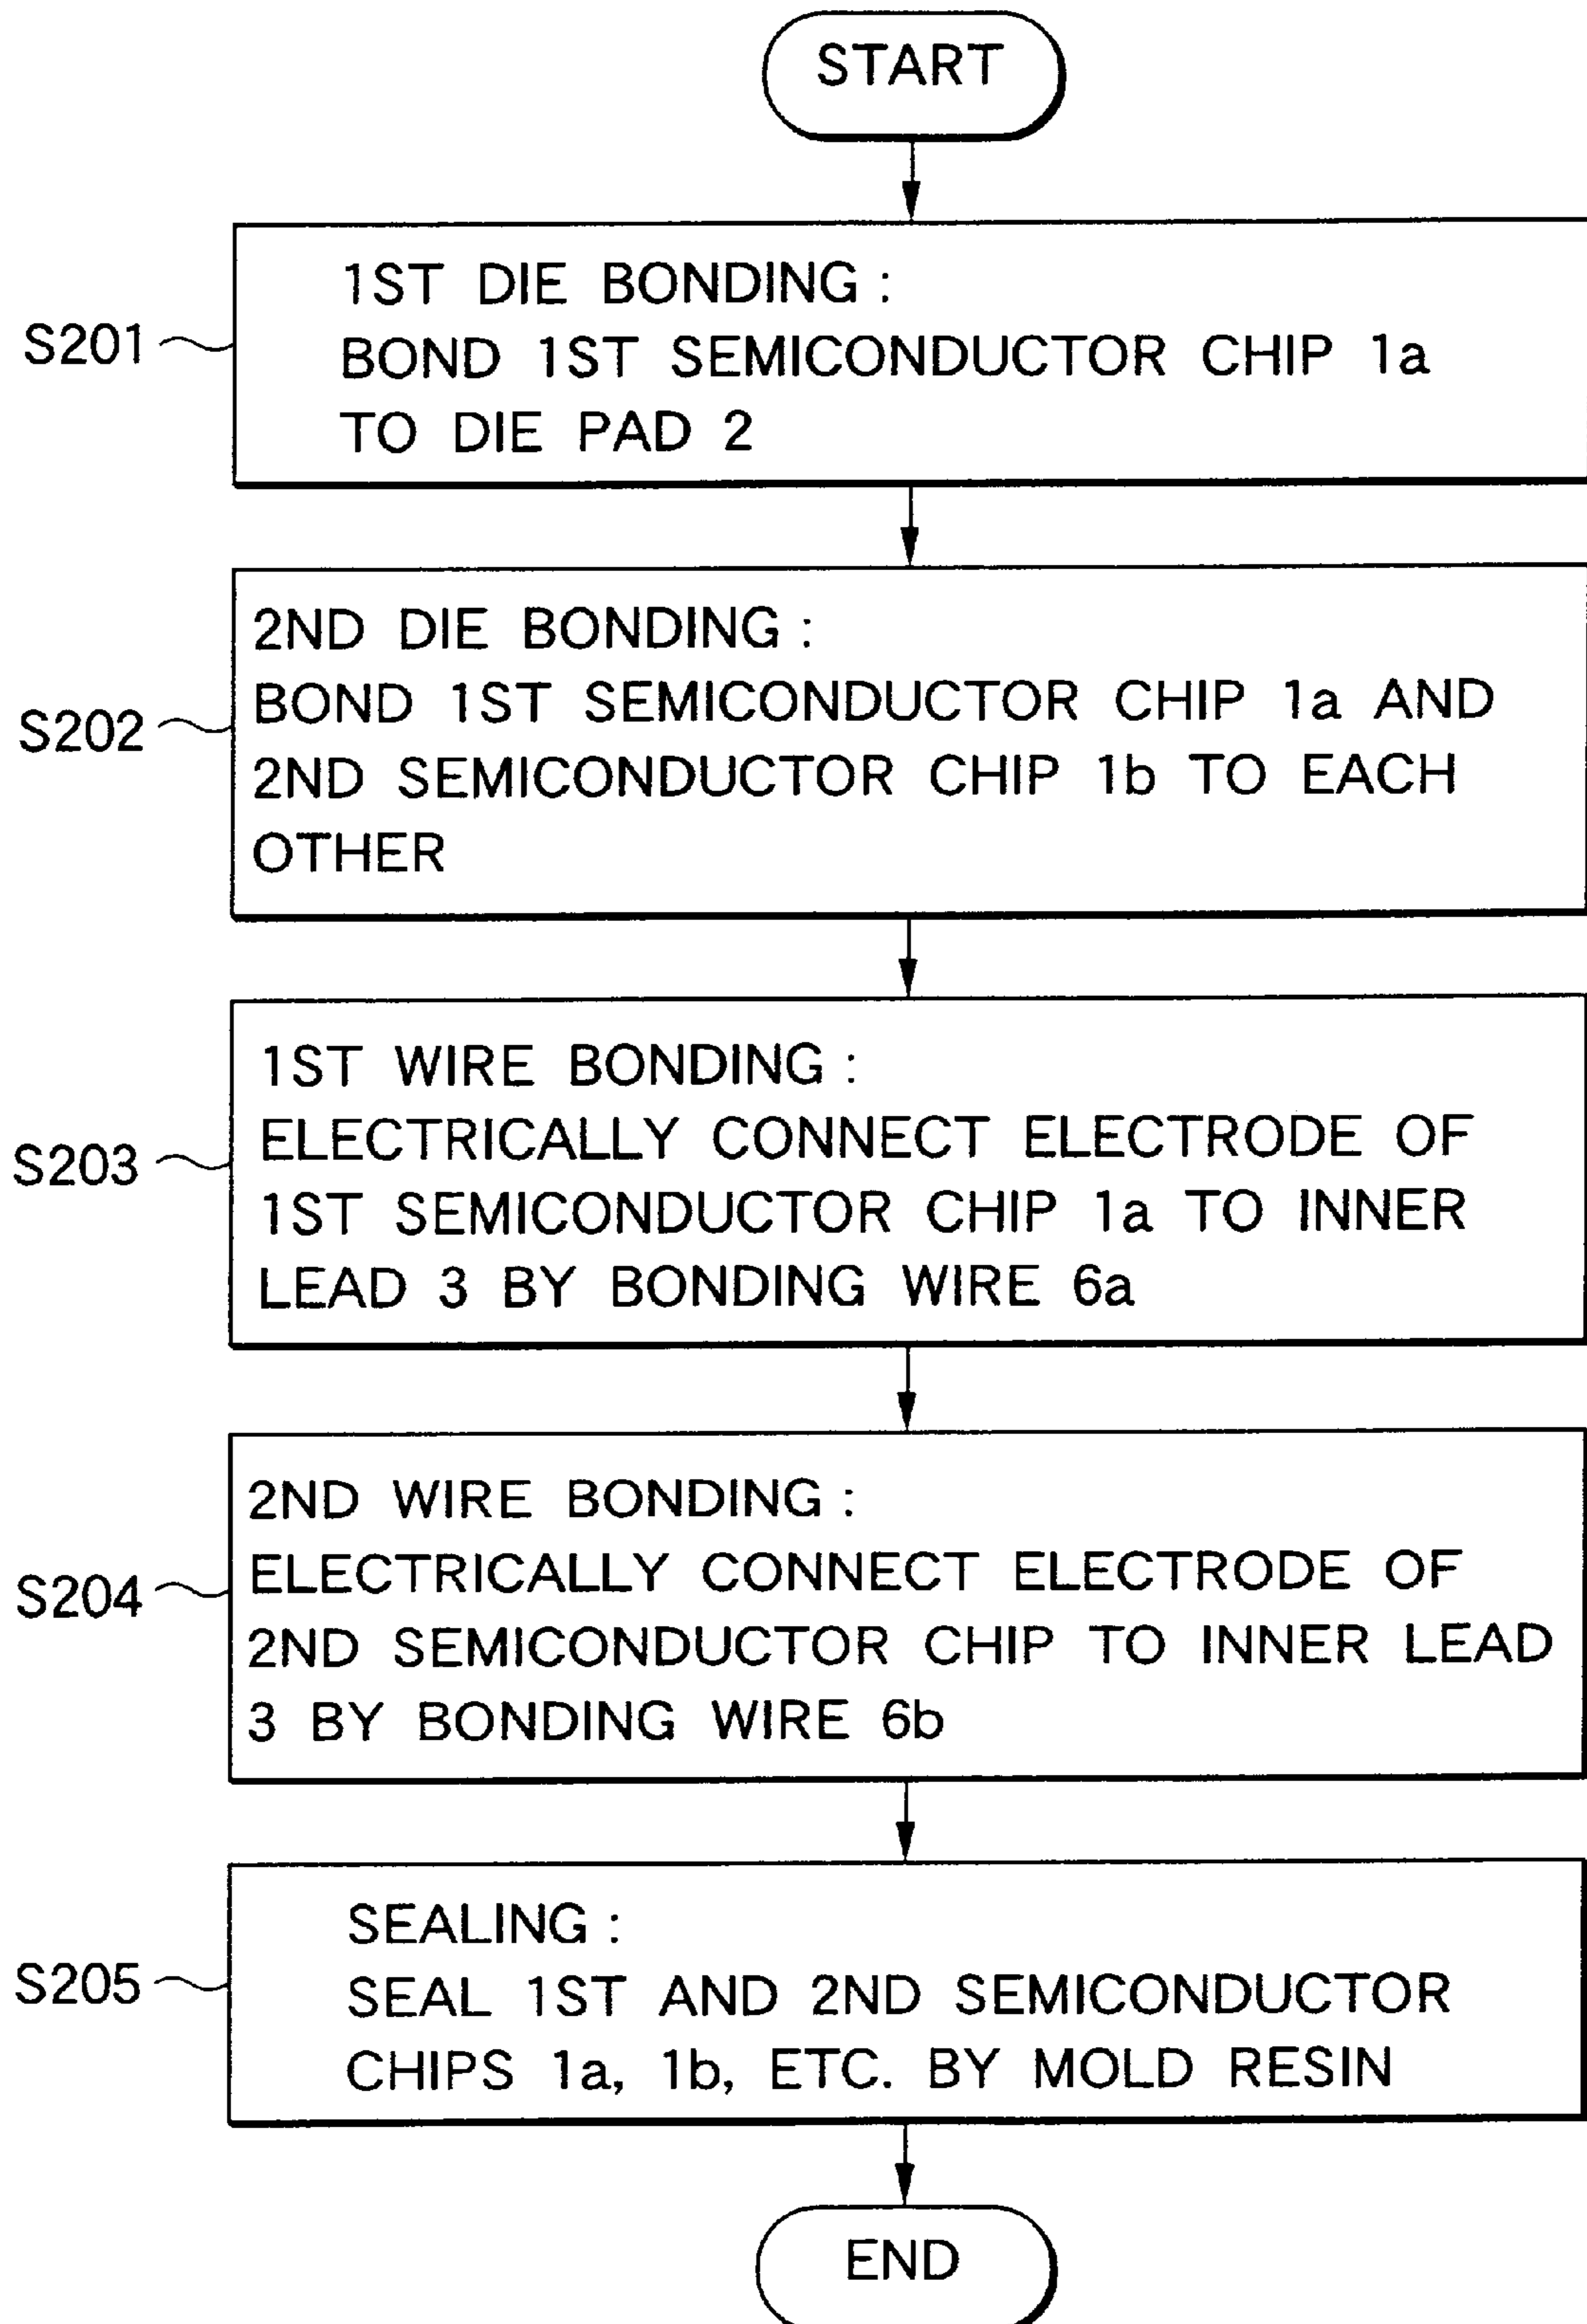 START
1ST DIE BONDING :
BOND 1ST SEMICONDUCTOR CHIP 1a
TO DIE PAD 2
S201
2ND DIE BONDING :
BOND 1ST SEMICONDUCTOR CHIP 1a AND
2ND SEMICONDUCTOR CHIP 1b TO EACH
OTHER
S202
1ST WIRE BONDING :
ELECTRICALLY CONNECT ELECTRODE OF
1ST SEMICONDUCTOR CHIP 1a TO INNER
LEAD 3 BY BONDING WIRE 6a
S203
2ND WIRE BONDING :
ELECTRICALLY CONNECT ELECTRODE OF
2ND SEMICONDUCTOR CHIP TO INNER LEAD
3 BY BONDING WIRE 6b
S204
SEALING :
SEAL 1ST AND 2ND SEMICONDUCTOR
CHIPS 1a, 1b, ETC. BY MOLD RESIN
S205
END